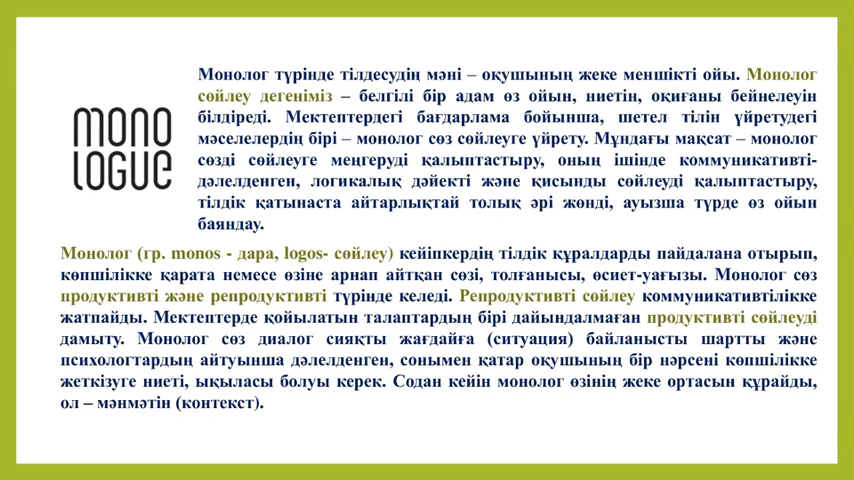 MONO
LOGUE
Монолог түрінде тілдесудің мәні – оқушының жеке меншікті ойы. Монолог
сөйлеу дегеніміз – белгілі бір адам өз ойын, ниетін, оқиғаны бейнелеуін
білдіреді. Мектептердегі бағдарлама бойынша, шетел тілін үйретудегі
мәселелердің бірі – монолог сөз сөйлеуге үйрету. Мұндағы мақсат – монолог
сөзді сөйлеуге меңгеруді қалыптастыру, оның ішінде коммуникативті-
дәлелденген, логикалық дәйекті және қисынды сөйлеуді қалыптастыру,
тілдік қатынаста айтарлықтай толық әрі жөнді, ауызша түрде өз ойын
баяндау.
Монолог (гр. monos - дара, logos- сөйлеу) кейіпкердің тілдік құралдарды пайдалана отырып,
көпшілікке қарата немесе өзіне арнап айтқан сөзі, толғанысы, өсиет-уағызы. Монолог сөз
продуктивті және репродуктивті түрінде келеді. Репродуктивті сөйлеу коммуникативтілікке
жатпайды. Мектептерде қойылатын талаптардың бірі дайындалмаған продуктивті сөйлеуді
дамыту. Монолог сөз диалог сияқты жағдайға (ситуация) байланысты шартты және
психологтардың айтуынша дәлелденген, сонымен қатар оқушының бір нәрсені көпшілікке
жеткізуге ниеті, ықыласы болуы керек. Содан кейін монолог өзінің жеке ортасын құрайды,
ол – мәнмәтін (контекст).